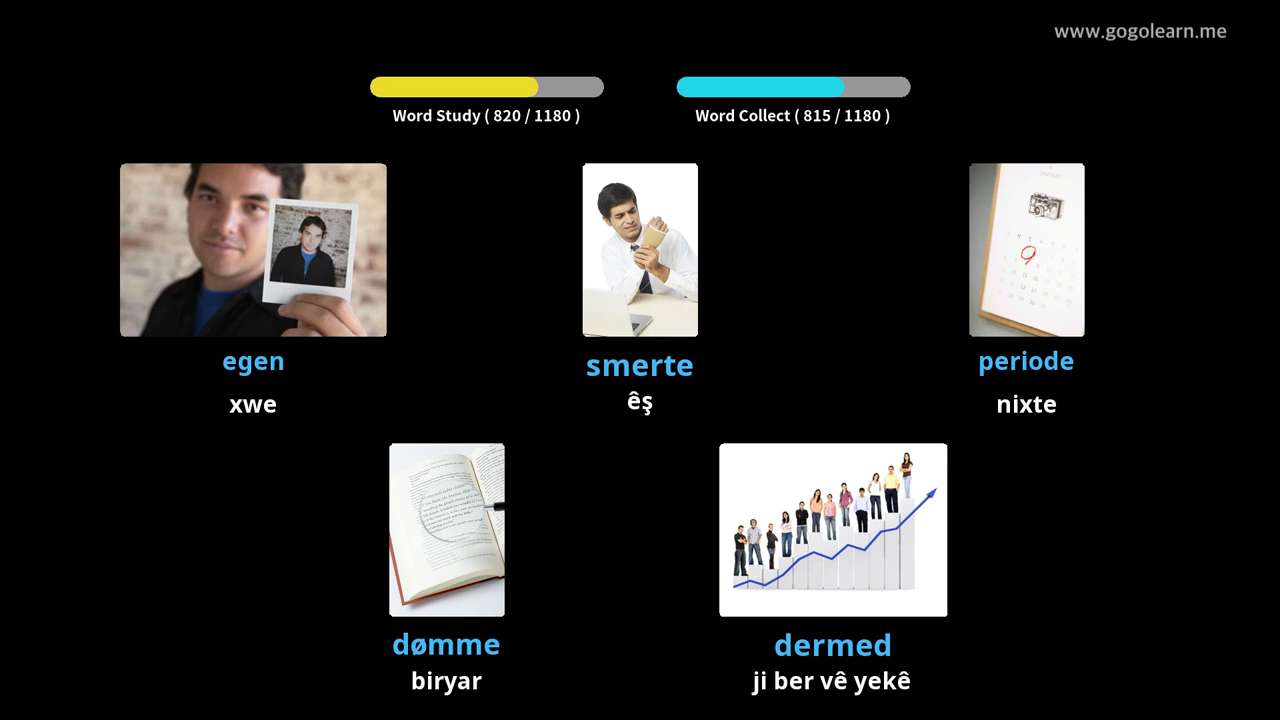 www.gogolearn.me
Word Study ( 820 / 1180 )
Word Collect ( 815 / 1180 )
egen
smerte
periode
xwe
êş
nixte
dømme
dermed
biryar
ji ber vê yekê